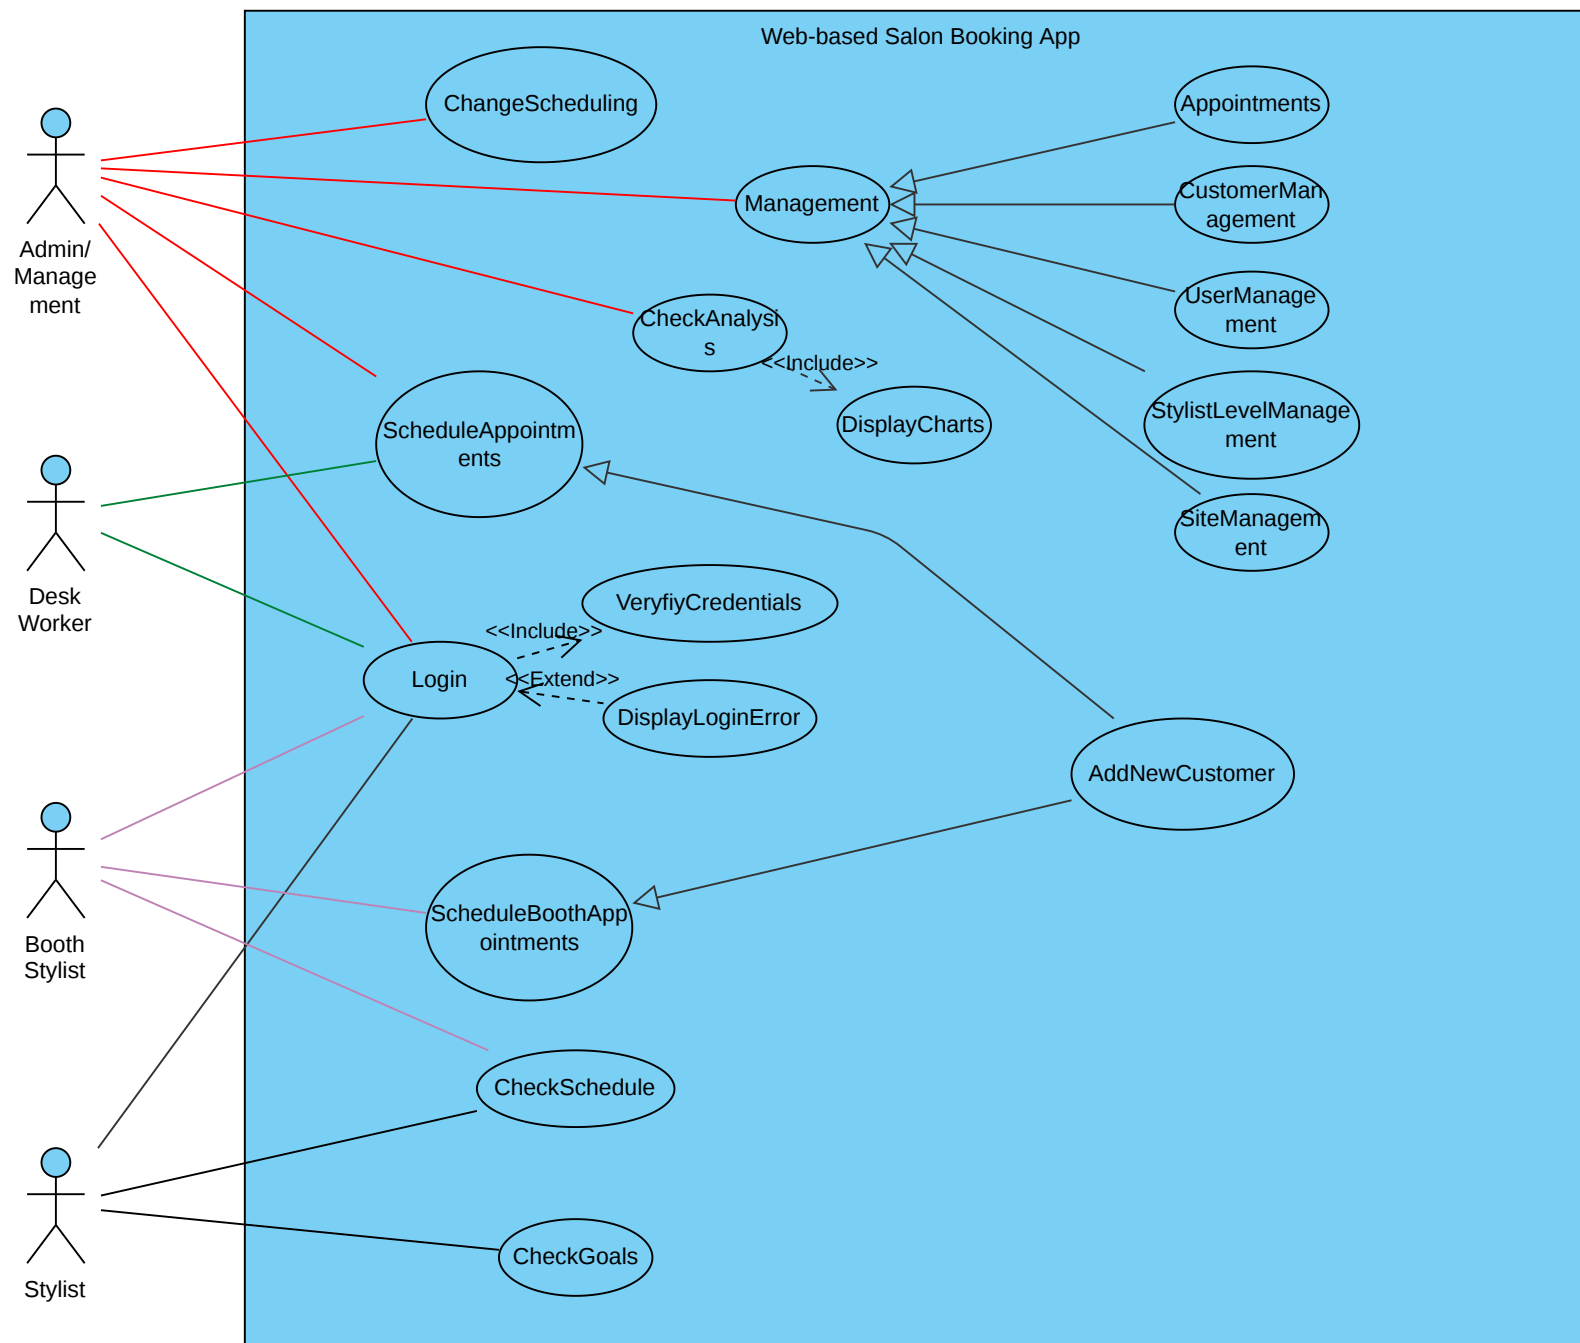 Web-based Salon Booking App
ChangeScheduling
Appointments
Admin/
Manage
ment
Management
CustomerMan
agement
UserManage
ment
CheckAnalysi
s
<<Include>>
DisplayCharts
StylistLevelManage
ment
ScheduleAppointm
ents
SiteManagem
ent
Desk
Worker
VeryfiyCredentials
<<Include>>
Login
<<Extend>>
DisplayLoginError
AddNewCustomer
Booth
Stylist
ScheduleBoothApp
ointments
CheckSchedule
Stylist
CheckGoals